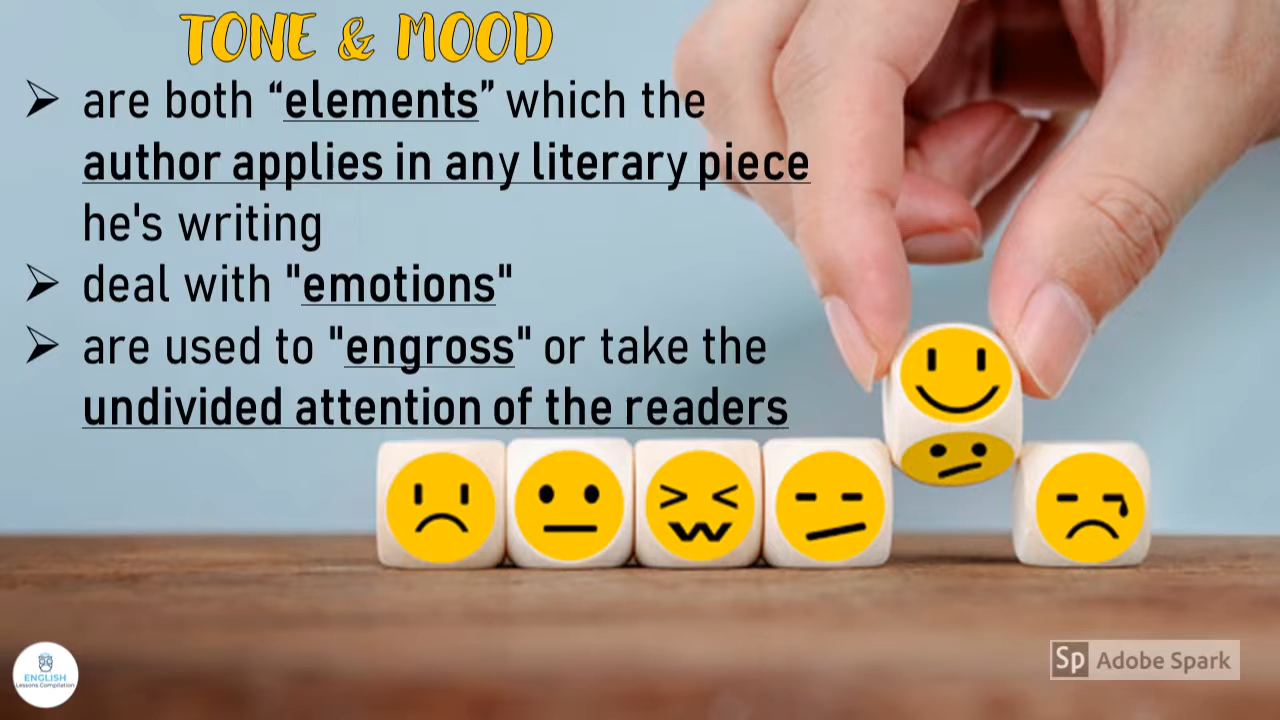 TONE & MOOD
➢ are both “elements” which the
author applies in any literary piece
he's writing
➢ deal with "emotions"
➢ are used to "engross" or take the
undivided attention of the readers
ENGLISH
Lessons Compilation
Sp Adobe Spark